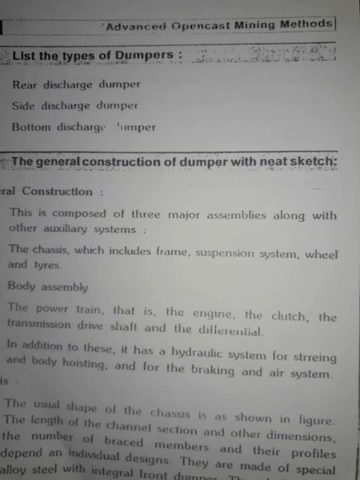 Advanced Opencast Mining Methods
List the types of Dumpers :
Rear discharge dumper
Side discharge dumper
Bottom discharge dumper
The general construction of dumper with neat sketch:
ral Construction :
This is composed of three major assemblies along with
other auxiliary systems :
The chassis, which includes frame, suspension system, wheel
and tyres.
Body assembly
The power train, that is, the engine, the clutch, the
transmission drive shaft and the differential.
In addition to these, it has a hydraulic system for strreing
and body hoisting, and for the braking and air system.
is
The usual shape of the chassis is as shown in figure.
The length of the channel section and other dimensions,
the number of braced members and their profiles
depend an individual designs. They are made of special
alloy steel with integral front dumper.